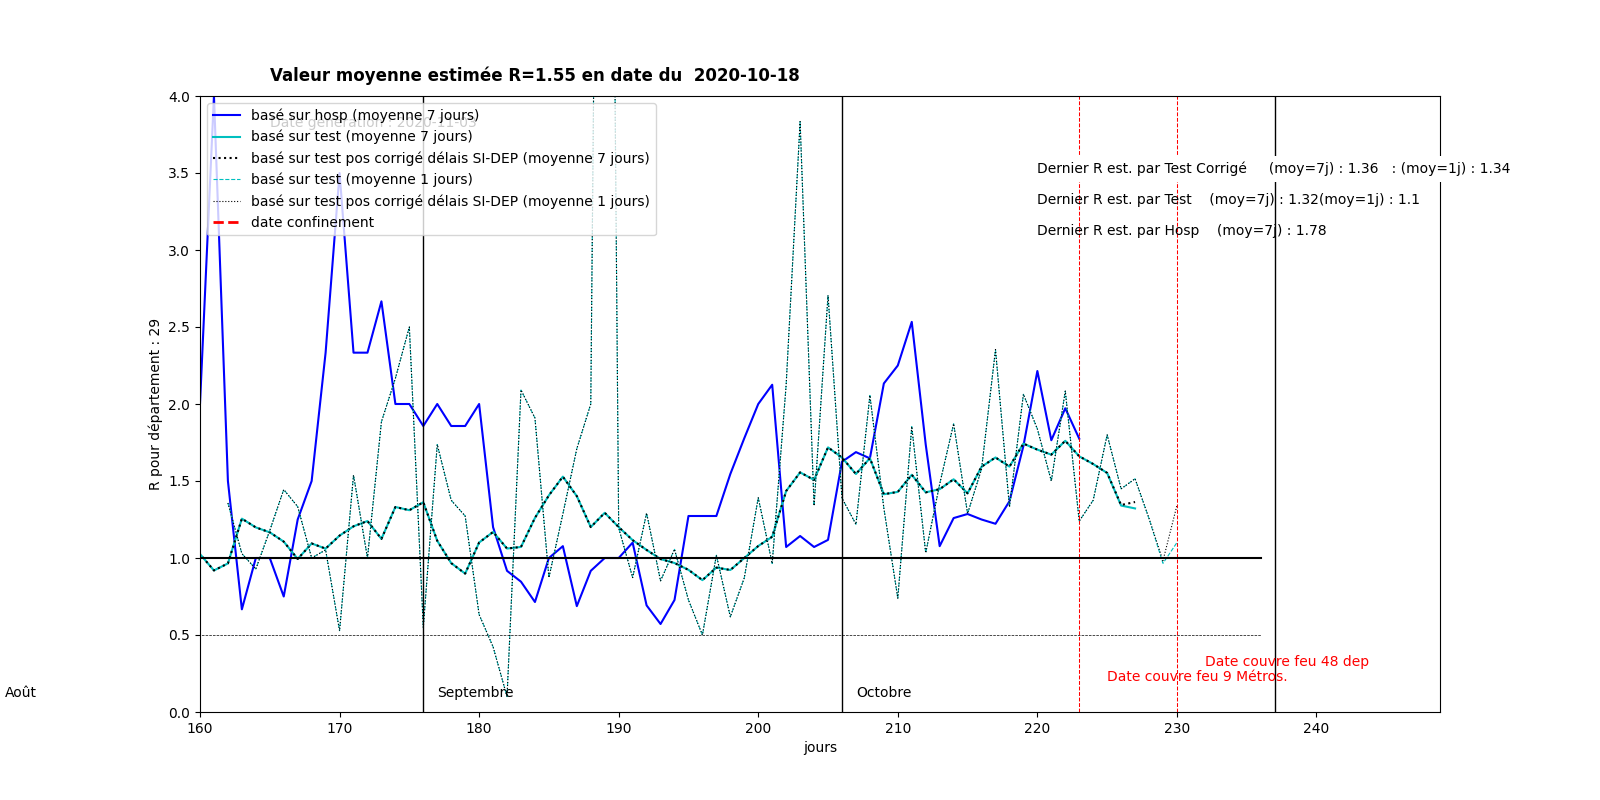 Valeur moyenne estimée R=1.55 en date du  2020-10-18
Date génération : 2020-11-03
basé sur hosp (moyenne 7 jours)
basé sur test (moyenne 7 jours)
basé sur test pos corrigé délais SI-DEP (moyenne 7 jours)
basé sur test (moyenne 1 jours)
basé sur test pos corrigé délais SI-DEP (moyenne 1 jours)
date confinement
Dernier R est. par Test Corrigé    (moy=7j) : 1.36   : (moy=1j) : 1.34
Dernier R est. par Test    (moy=7j) : 1.32(moy=1j) : 1.1
Dernier R est. par Hosp    (moy=7j) : 1.78
R pour département : 29
4.0
3.5
3.0
2.5
2.0
1.5
1.0
0.5
0.0
Date couvre feu 48 dep
Date couvre feu 9 Métros.
Août
Septembre
Octobre
160 170 180 190 200 210 220 230 240
jours